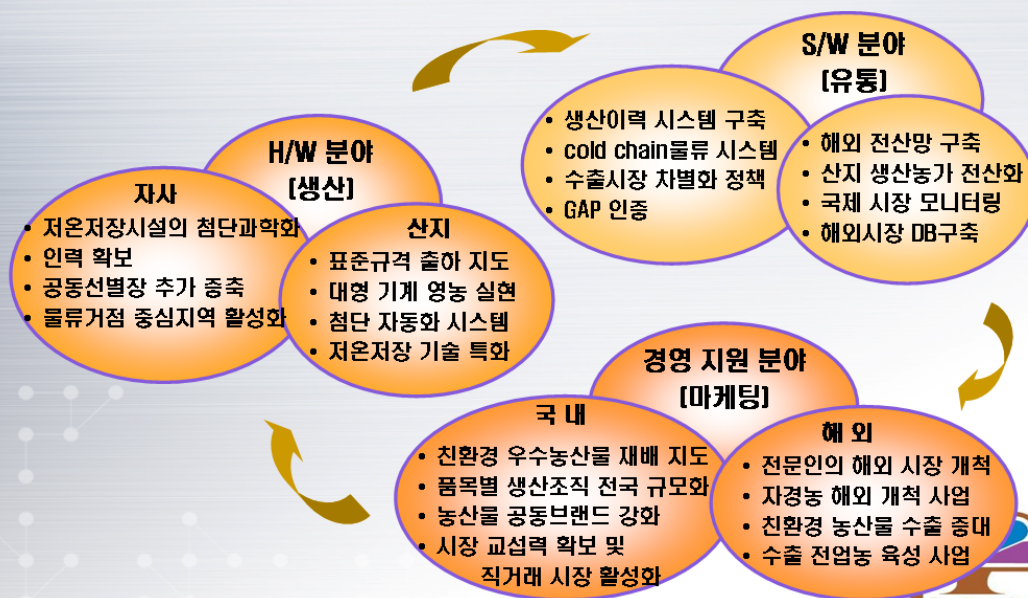 H/W 분야
[생산]
자사
• 저온저장시설의 첨단과학화
• 인력 확보
• 공동선별장 추가 증축
• 물류거점 중심지역 활성화
산지
• 표준규격 출하 지도
• 대형 기계 영농 실현
• 첨단 자동화 시스템
• 저온저장 기술 특화
S/W 분야
[유통]
• 생산이력 시스템 구축
• cold chain물류 시스템
• 수출시장 차별화 정책
• GAP 인증
• 해외 전산망 구축
• 산지 생산농가 전산화
• 국제 시장 모니터링
• 해외시장 DB구축
경영 지원 분야
[마케팅]
국 내
• 친환경 우수농산물 재배 지도
• 품목별 생산조직 전국 규모화
• 농산물 공동브랜드 강화
• 시장 교섭력 확보 및
직거래 시장 활성화
해 외
• 전문인의 해외 시장 개척
• 자경농 해외 개척 사업
• 친환경 농산물 수출 증대
• 수출 전업농 육성 사업